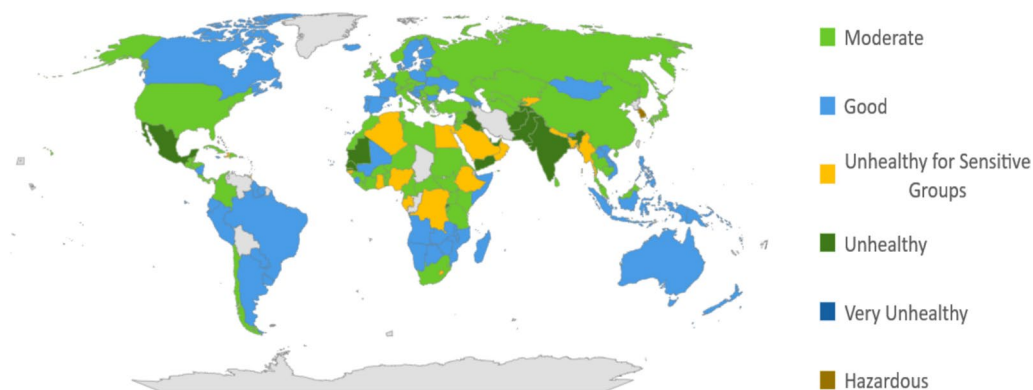 Moderate
Good
Unhealthy for Sensitive
Groups
Unhealthy
Very Unhealthy
Hazardous